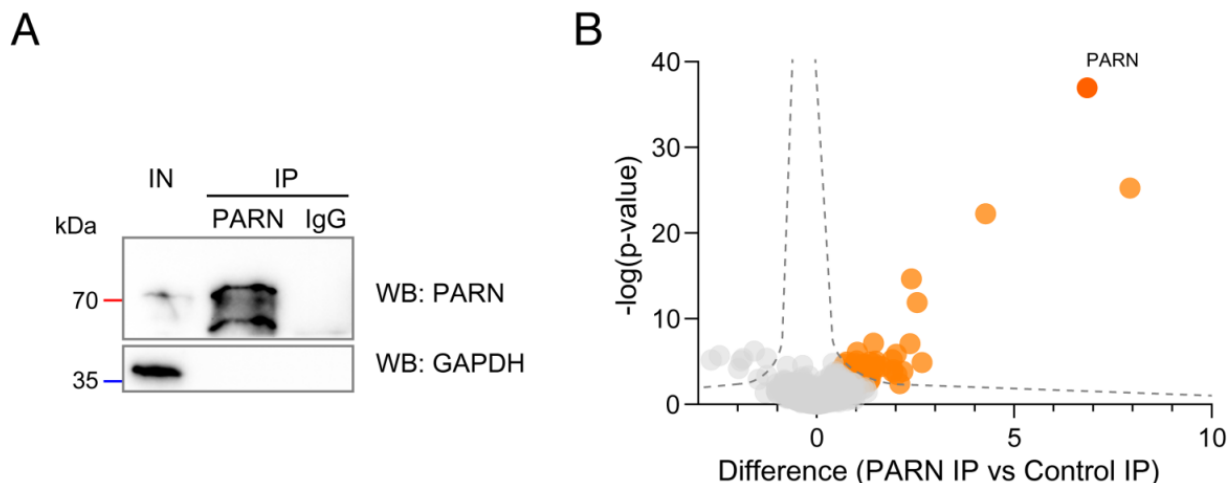 A
IN IP
kDa PARN IgG
70
WB: PARN
35
WB: GAPDH
B
-log(p-value)
40
30
20
10
0
PARN
0 5 10
Difference (PARN IP vs Control IP)